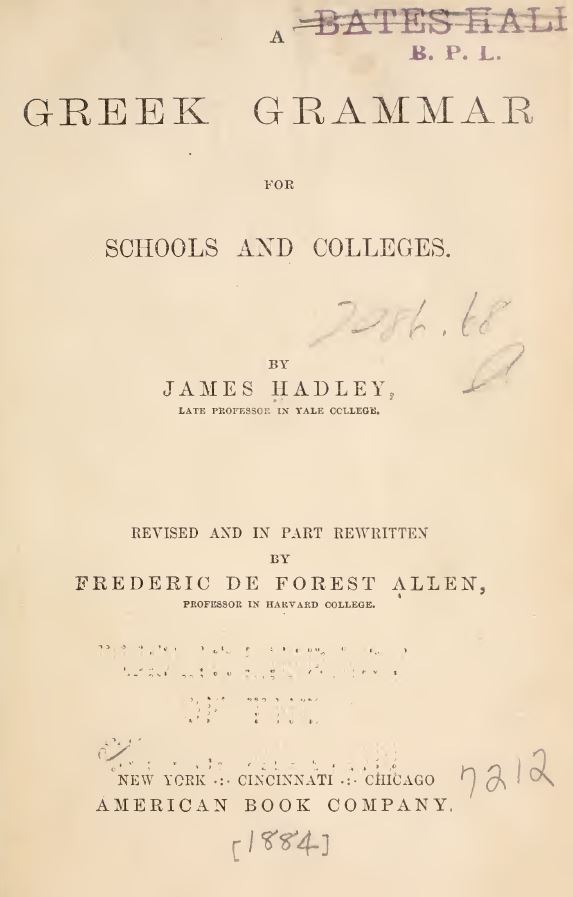 BATES HALL
B. P. L.
A
GREEK GRAMMAR
FOR
SCHOOLS AND COLLEGES.
BY
JAMES HADLEY,
LATE PROFESSOR IN YALE COLLEGE.
REVISED AND IN PART REWRITTEN
BY
FREDERIC DE FOREST ALLEN,
PROFESSOR IN HARVARD COLLEGE.
NEW YORK ·:· CINCINNATI ·:· CHICAGO
7212
AMERICAN BOOK COMPANY.
[1884]